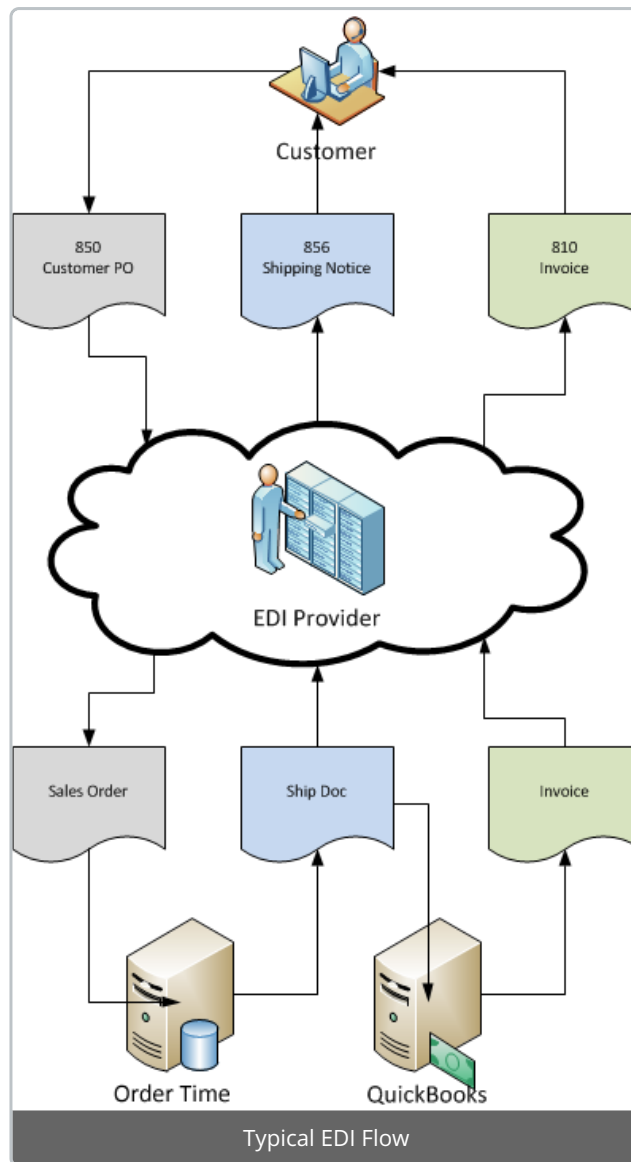 Customer
850
Customer PO
856
Shipping Notice
810
Invoice
EDI Provider
Sales Order
Ship Doc
Invoice
Order Time
QuickBooks
Typical EDI Flow